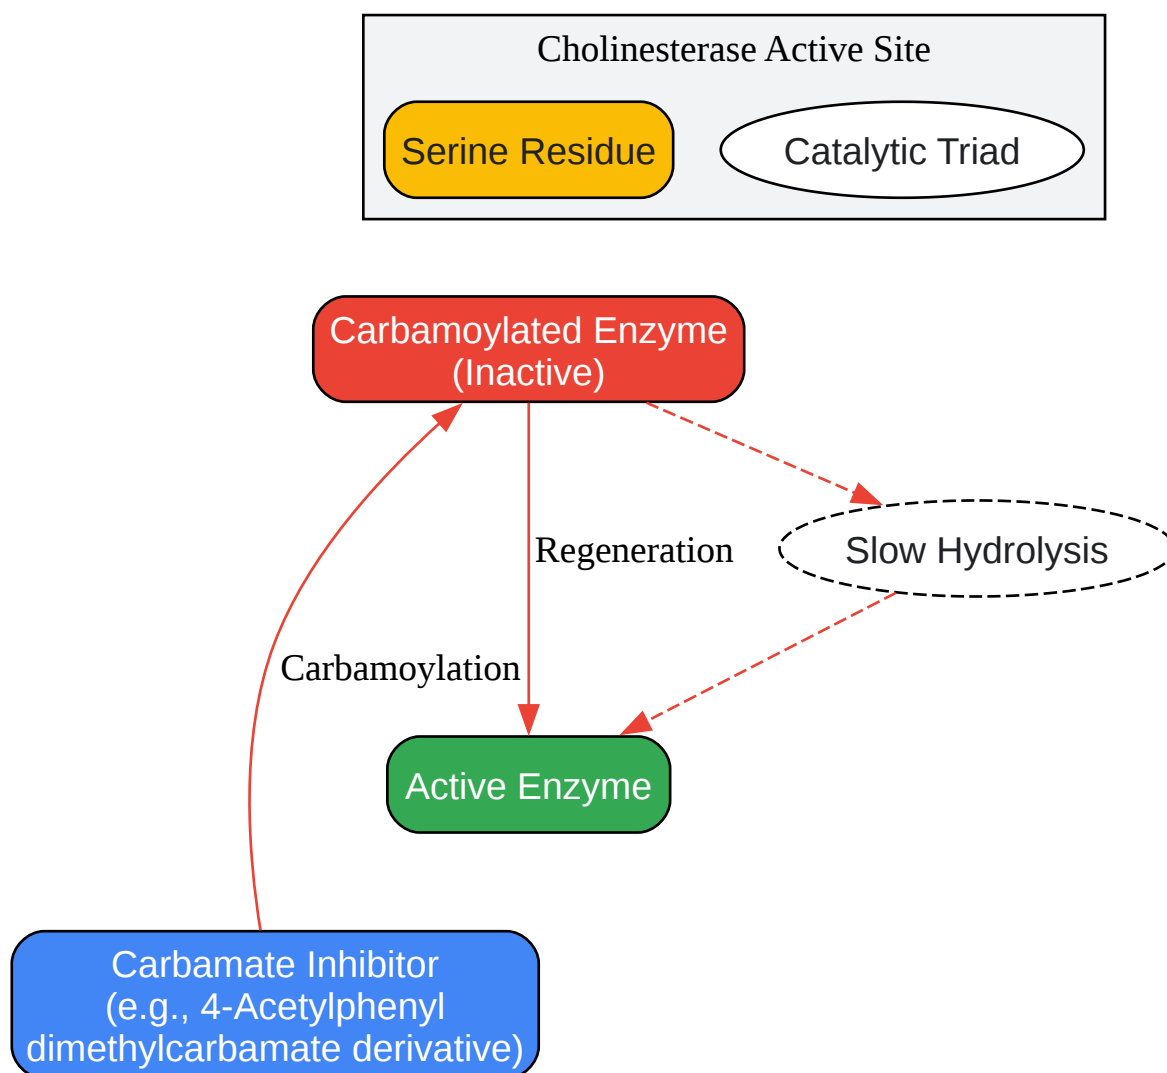 Cholinesterase Active Site
Serine Residue
Catalytic Triad
Carbamoylated Enzyme
(Inactive)
Regeneration
Slow Hydrolysis
Carbamoylation
Active Enzyme
Carbamate Inhibitor
(e.g., 4-Acetylphenyl
dimethylcarbamate derivative)